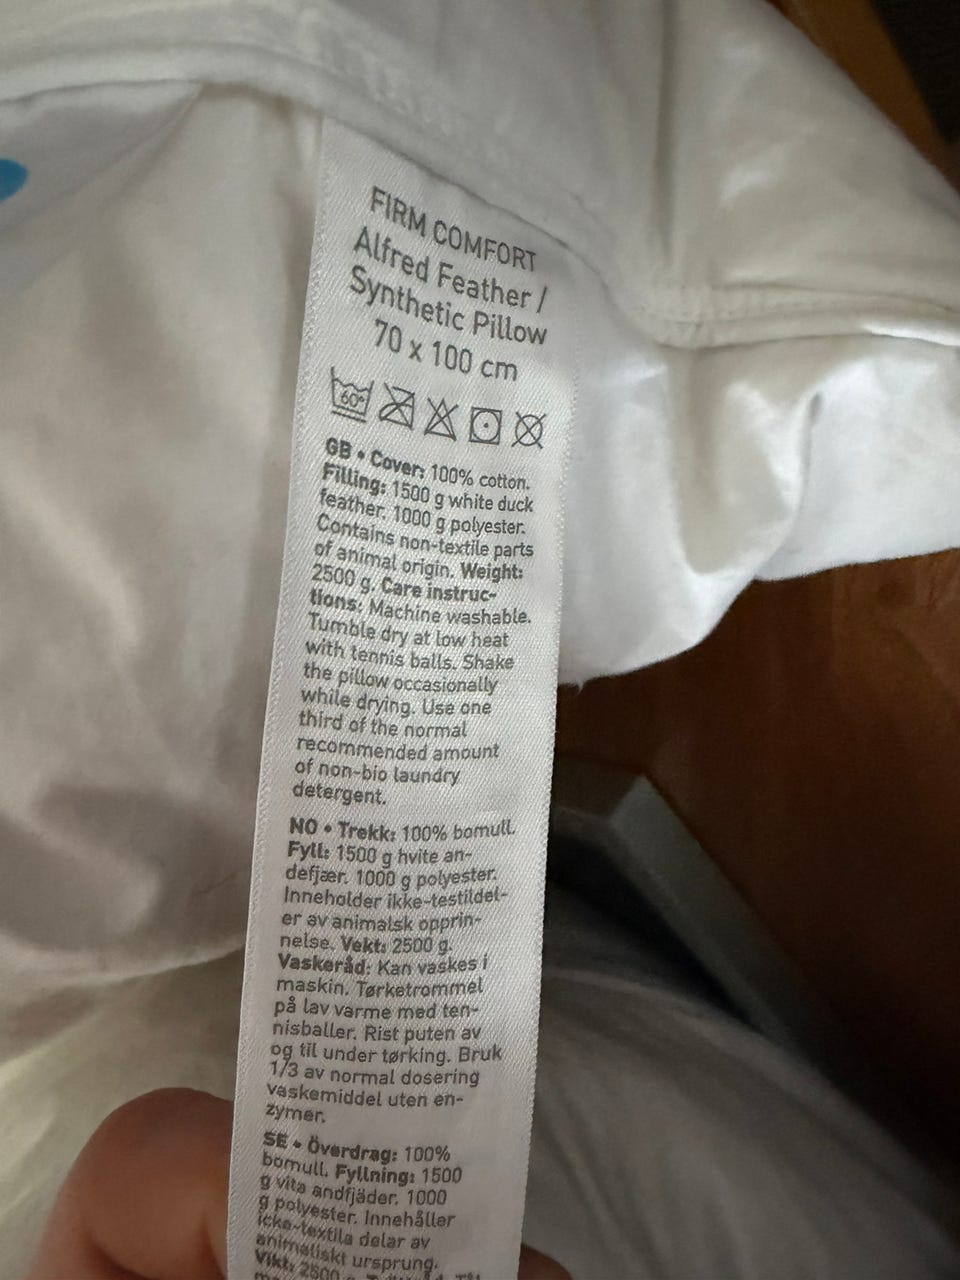 FIRM COMFORT
Alfred Feather /
Synthetic Pillow
70 x 100 cm
60°
GB • Cover: 100% cotton.
Filling: 1500 g white duck
feather. 1000 g polyester.
Contains non-textile parts
of animal origin. Weight:
2500 g. Care instruc-
tions: Machine washable.
Tumble dry at low heat
with tennis balls. Shake
the pillow occasionally
while drying. Use one
third of the normal
recommended amount
of non-bio laundry
detergent.
NO • Trekk: 100% bomull.
Fyll: 1500 g hvite an-
defjær. 1000 g polyester.
Inneholder ikke-testildel-
er av animalsk opprin-
nelse. Vekt: 2500 g.
Vaskeråd: Kan vaskes i
maskin. Tørketrommel
på lav varme med ten-
nisballer. Rist puten av
og til under tørking. Bruk
1/3 av normal dosering
vaskemiddel uten en-
zymer.
SE • Överdrag: 100%
bomull. Fyllning: 1500
g vita andfjäder. 1000
g polyester. Innehåller
icke-textila delar av
animaliskt ursprung.
Vikt: 2500 g.